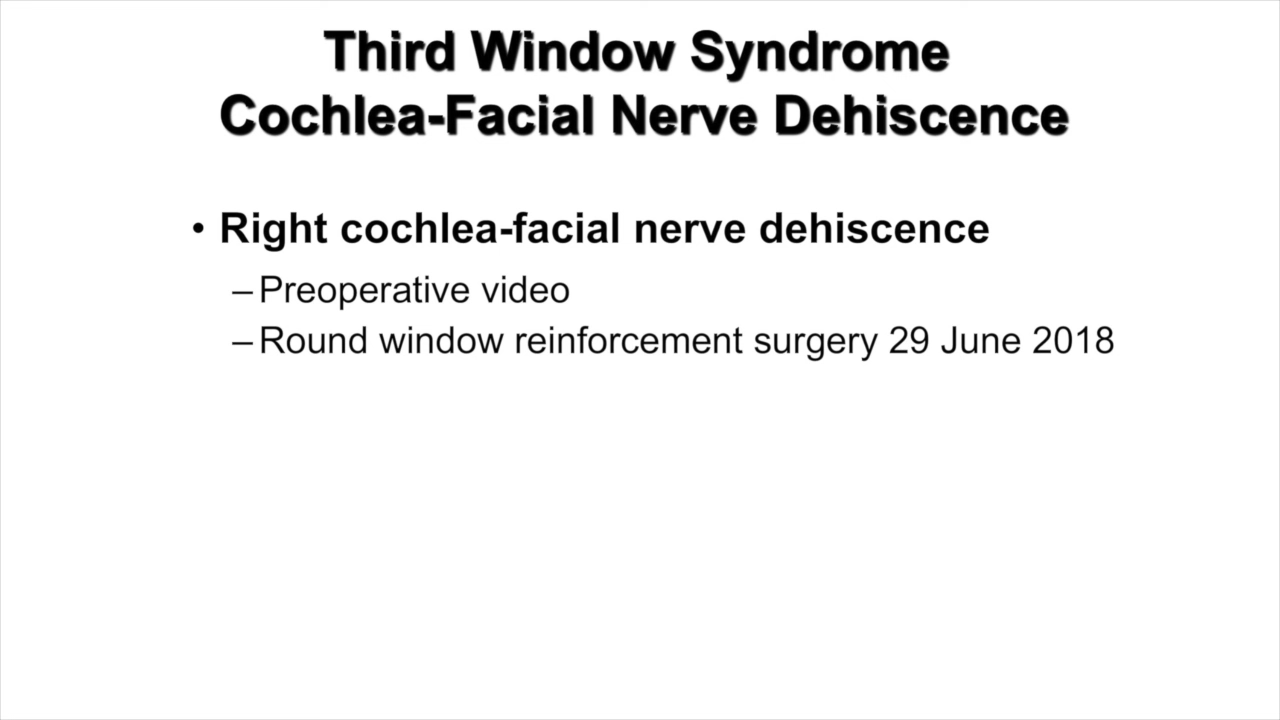 Third Window Syndrome
Cochlea-Facial Nerve Dehiscence
• Right cochlea-facial nerve dehiscence
– Preoperative video
– Round window reinforcement surgery 29 June 2018